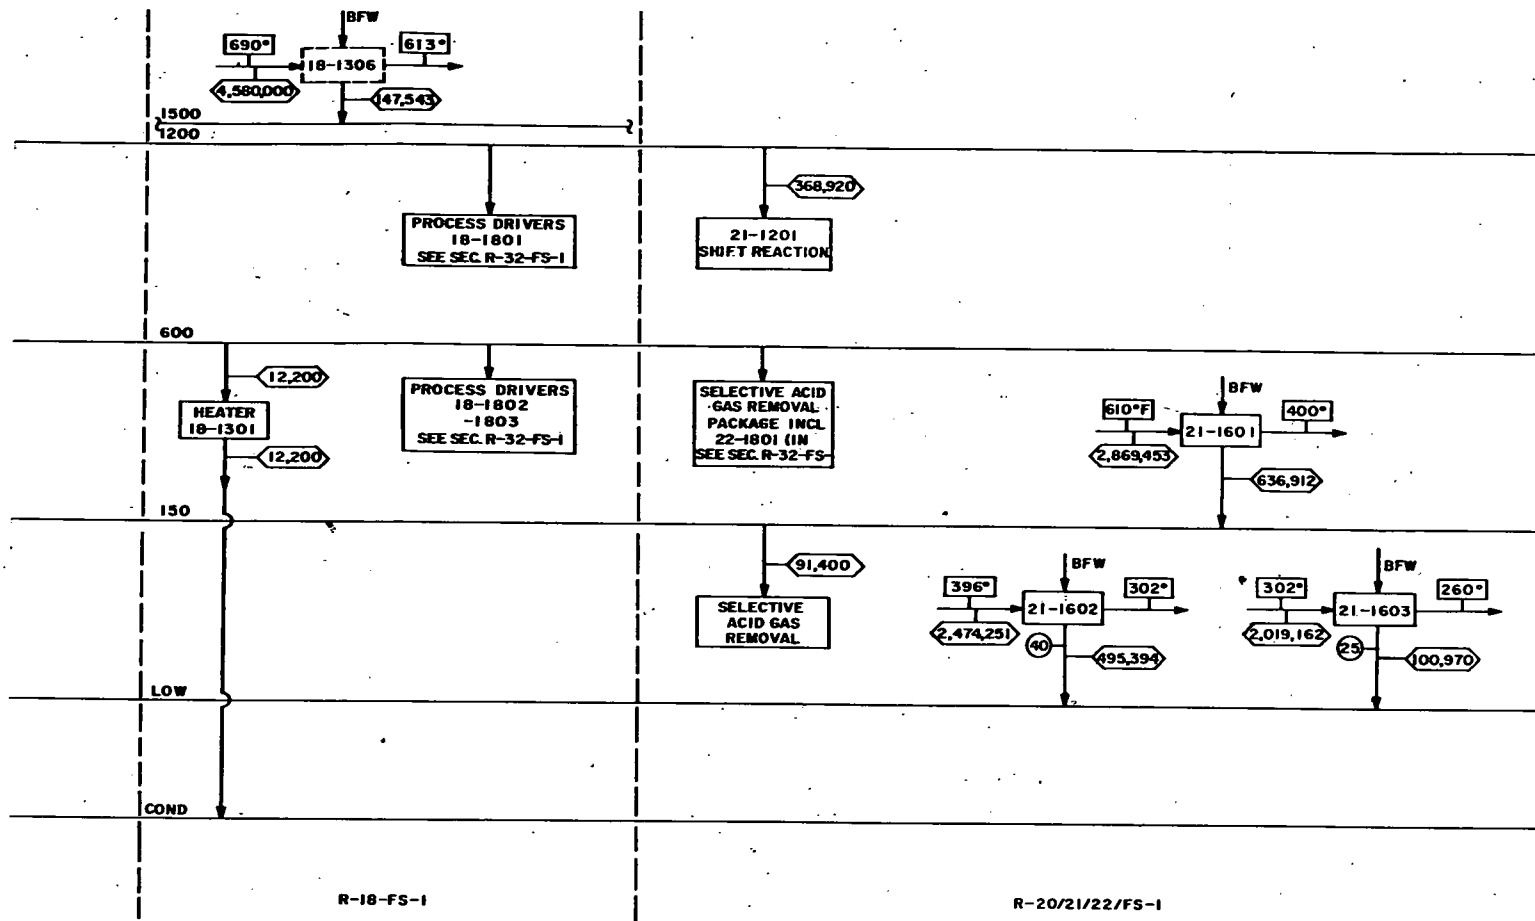 BFW
690°
613°
18-1306
4,580,000
147,543
1500
1200
368,920
PROCESS DRIVERS
18-1801
SEE SEC. R-32-FS-1
21-1201
SHIFT REACTION
600
12,200
HEATER
18-1301
12,200
PROCESS DRIVERS
18-1802
-1803
SEE SEC. R-32-FS-1
SELECTIVE ACID
GAS REMOVAL
PACKAGE INCL
22-1801 (IN
SEE SEC. R-32-FS-
BFW
610°F
400°
21-1601
2,869,453
636,912
150
91,400
SELECTIVE
ACID GAS
REMOVAL
BFW
396°
302°
21-1602
2,474,251
40
495,394
BFW
302°
260°
21-1603
2,019,162
25
100,970
LOW
COND
R-18-FS-1
R-20/21/22/FS-1